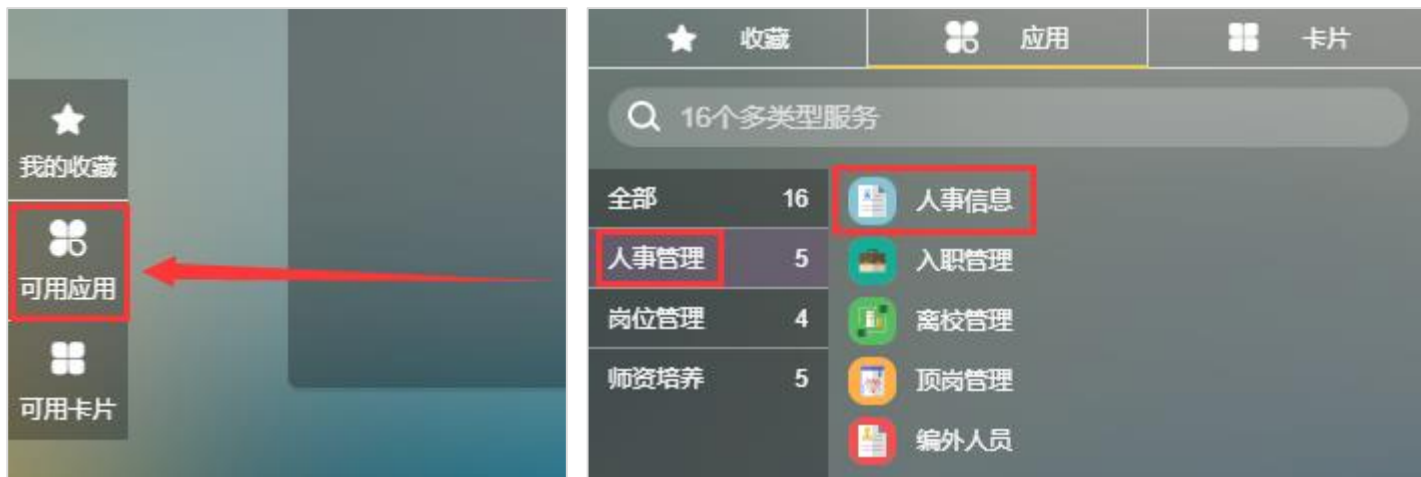 我的收藏
可用应用
可用卡片
收藏 应用 卡片
16个多类型服务
全部 16
人事管理 5
岗位管理 4
师资培养 5
人事信息
入职管理
离校管理
顶岗管理
编外人员